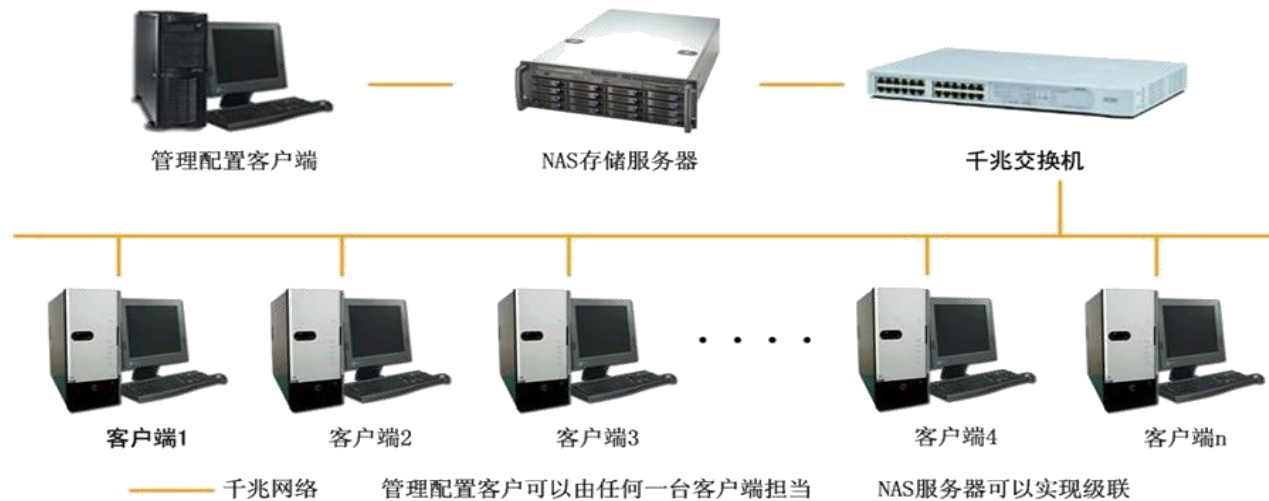 管理配置客户端
NAS存储服务器
千兆交换机
客户端1
客户端2
客户端3
客户端4
客户端n
千兆网络
管理配置客户可以由任何一台客户端担当
NAS服务器可以实现级联